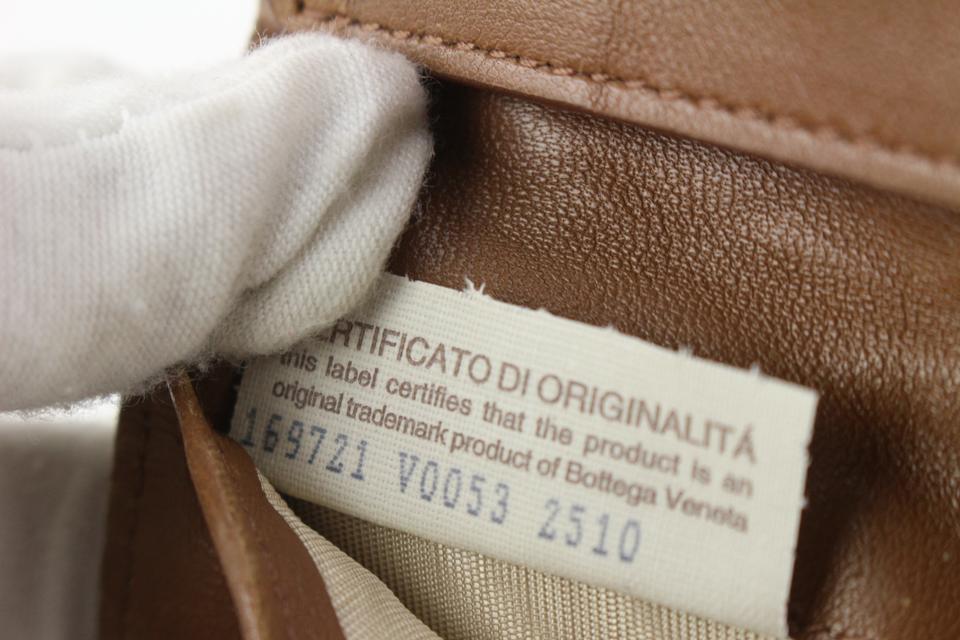 CERTIFICATO DI ORIGINALITÁ
this label certifies that the product is an
original trademark product of Bottega Veneta
169721 V0053 2510